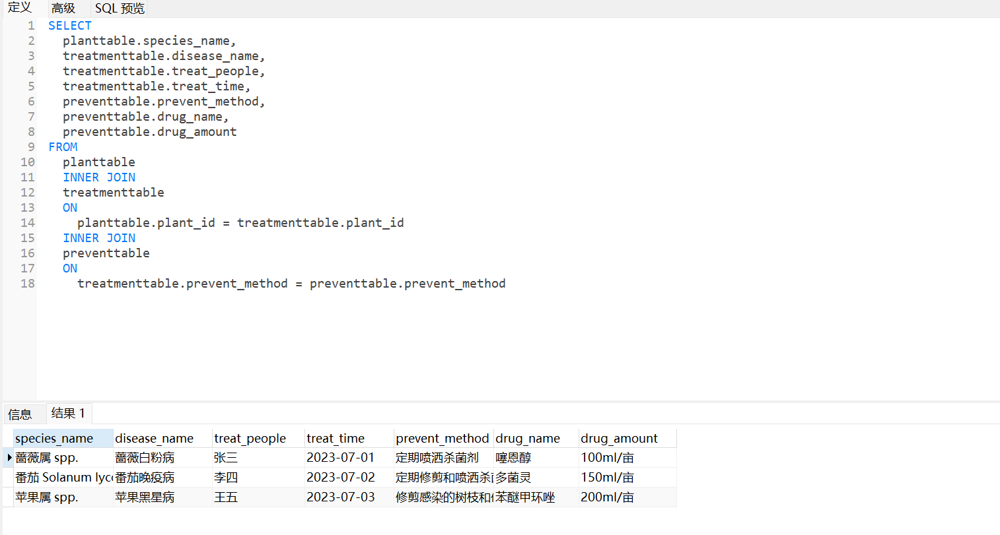 定义 高级 SQL 预览
1 SELECT
2 planttable.species_name,
3 treatmenttable.disease_name,
4 treatmenttable.treat_people,
5 treatmenttable.treat_time,
6 preventtable.prevent_method,
7 preventtable.drug_name,
8 preventtable.drug_amount
9 FROM
10 planttable
11 INNER JOIN
12 treatmenttable
13 ON
14 planttable.plant_id = treatmenttable.plant_id
15 INNER JOIN
16 preventtable
17 ON
18 treatmenttable.prevent_method = preventtable.prevent_method
信息 结果 1
species_name disease_name treat_people treat_time prevent_method drug_name drug_amount
蔷薇属 spp. 蔷薇白粉病 张三 2023-07-01 定期喷洒杀菌剂 噻恩醇 100ml/亩
番茄 Solanum lyc 番茄晚疫病 李四 2023-07-02 定期修剪和喷洒杀 多菌灵 150ml/亩
苹果属 spp. 苹果黑星病 王五 2023-07-03 修剪感染的树枝和 苯醚甲环唑 200ml/亩